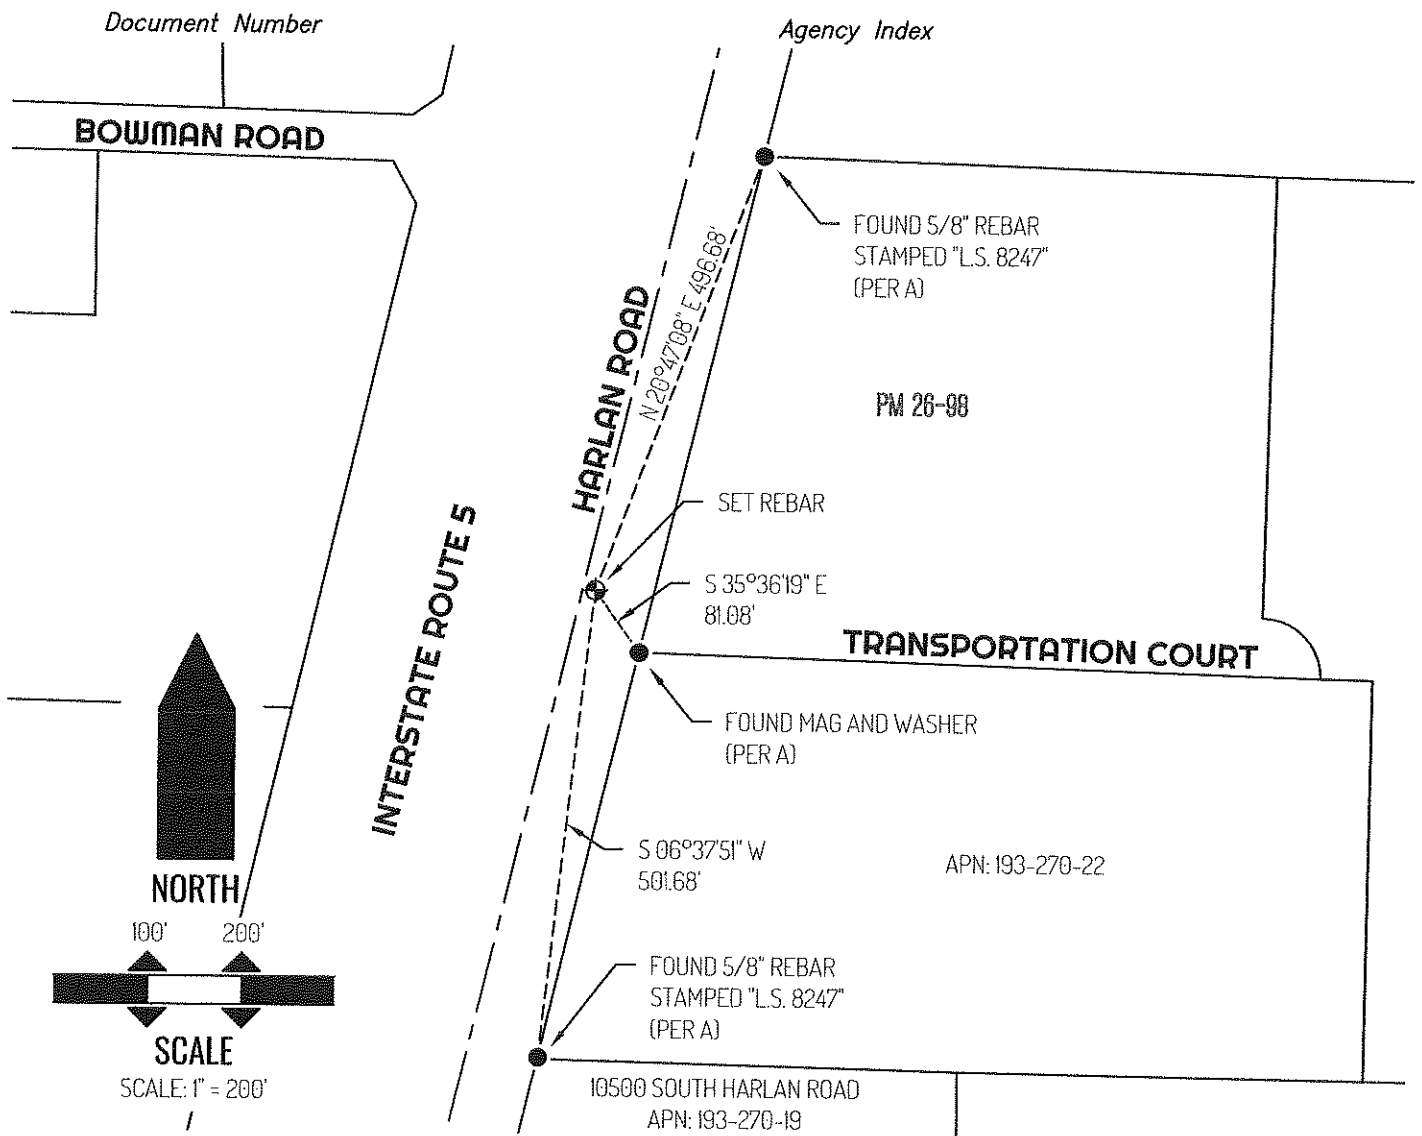 Document Number
Agency Index
BOWMAN ROAD
FOUND 5/8" REBAR
STAMPED "L.S. 8247"
(PER A)
N 20°47'08" E 496.68'
HARLAN ROAD
PM 26-98
SET REBAR
INTERSTATE ROUTE 5
S 35°36'19" E
81.08'
TRANSPORTATION COURT
FOUND MAG AND WASHER
(PER A)
S 06°37'51" W
501.68'
APN: 193-270-22
NORTH
100' 200'
SCALE
SCALE: 1" = 200'
FOUND 5/8" REBAR
STAMPED "L.S. 8247"
(PER A)
10500 SOUTH HARLAN ROAD
APN: 193-270-19